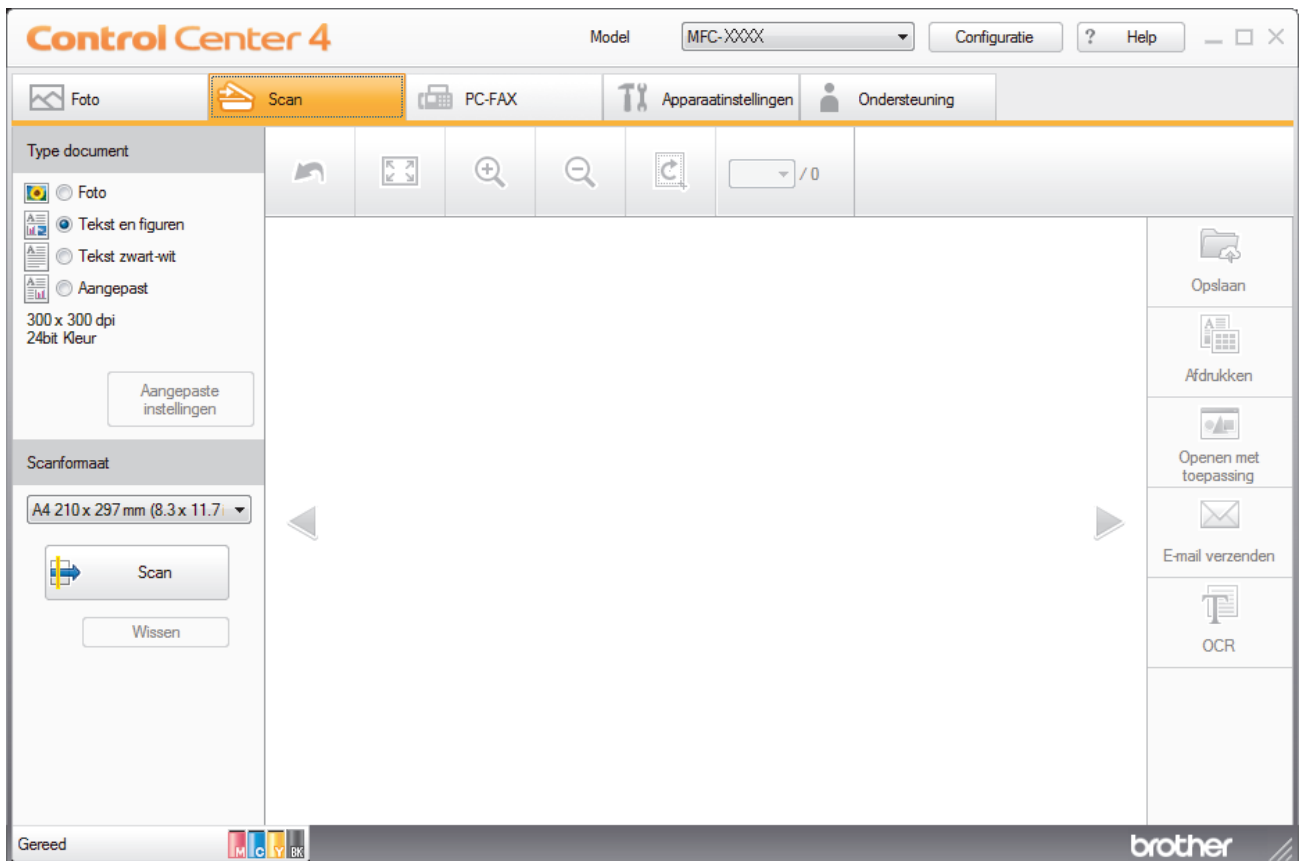 Control Center 4
Model
MFC-XXXX
Configuratie
? Help
Foto
Scan
PC-FAX
Apparaatinstellingen
Ondersteuning
Type document
/ 0
Foto
Tekst en figuren
Tekst zwart-wit
Aangepast
300 x 300 dpi
24bit Kleur
Aangepaste
instellingen
Scanformaat
A4 210 x 297 mm (8.3 x 11.7
Scan
Wissen
Opslaan
Afdrukken
Openen met
toepassing
E-mail verzenden
OCR
Gereed
M C Y BK
brother